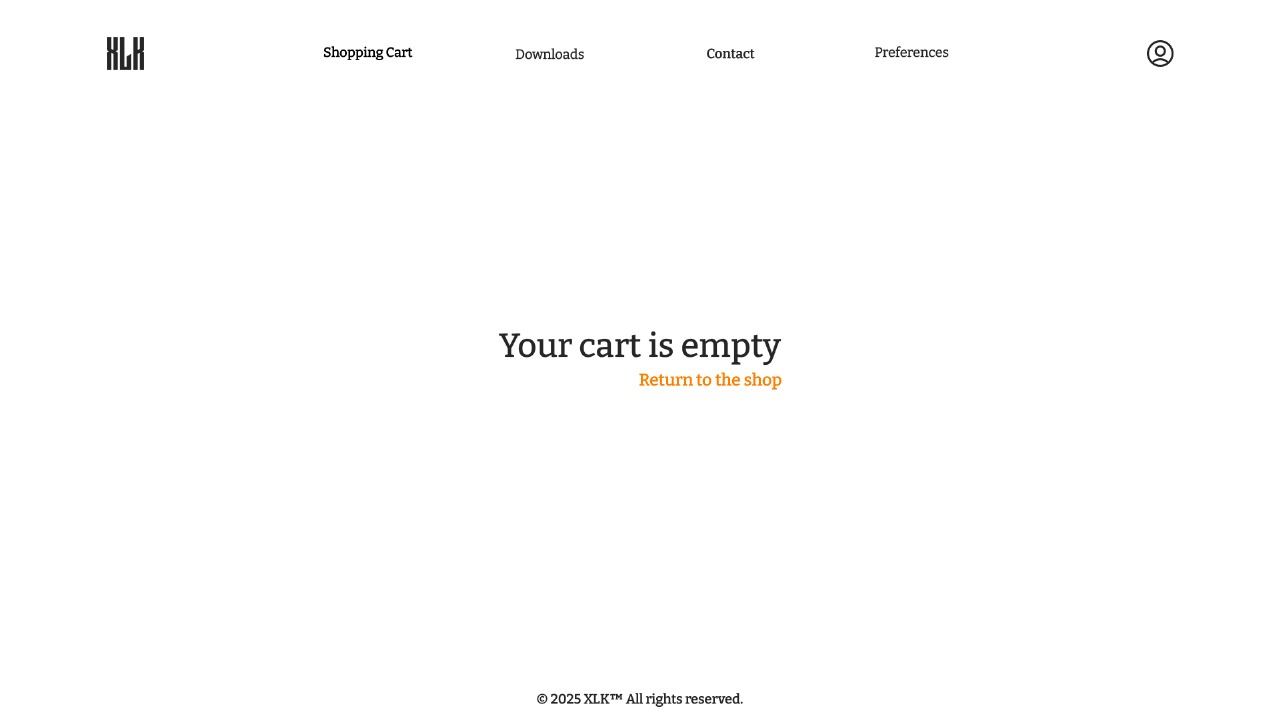 XLK
Shopping Cart
Downloads
Contact
Preferences
Your cart is empty
Return to the shop
© 2025 XLK™ All rights reserved.